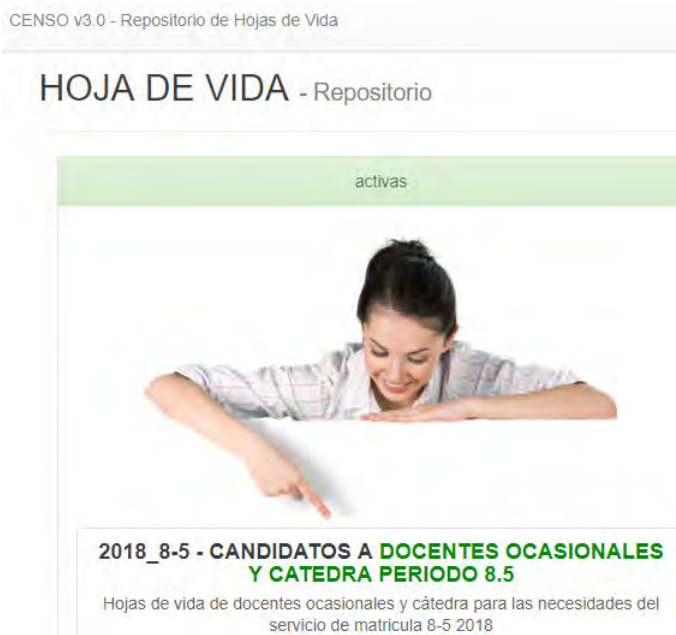 CENSO v3.0 - Repositorio de Hojas de Vida
HOJA DE VIDA - Repositorio
activas
2018_8-5 - CANDIDATOS A DOCENTES OCASIONALES
Y CATEDRA PERIODO 8.5
Hojas de vida de docentes ocasionales y cátedra para las necesidades del
servicio de matricula 8-5 2018